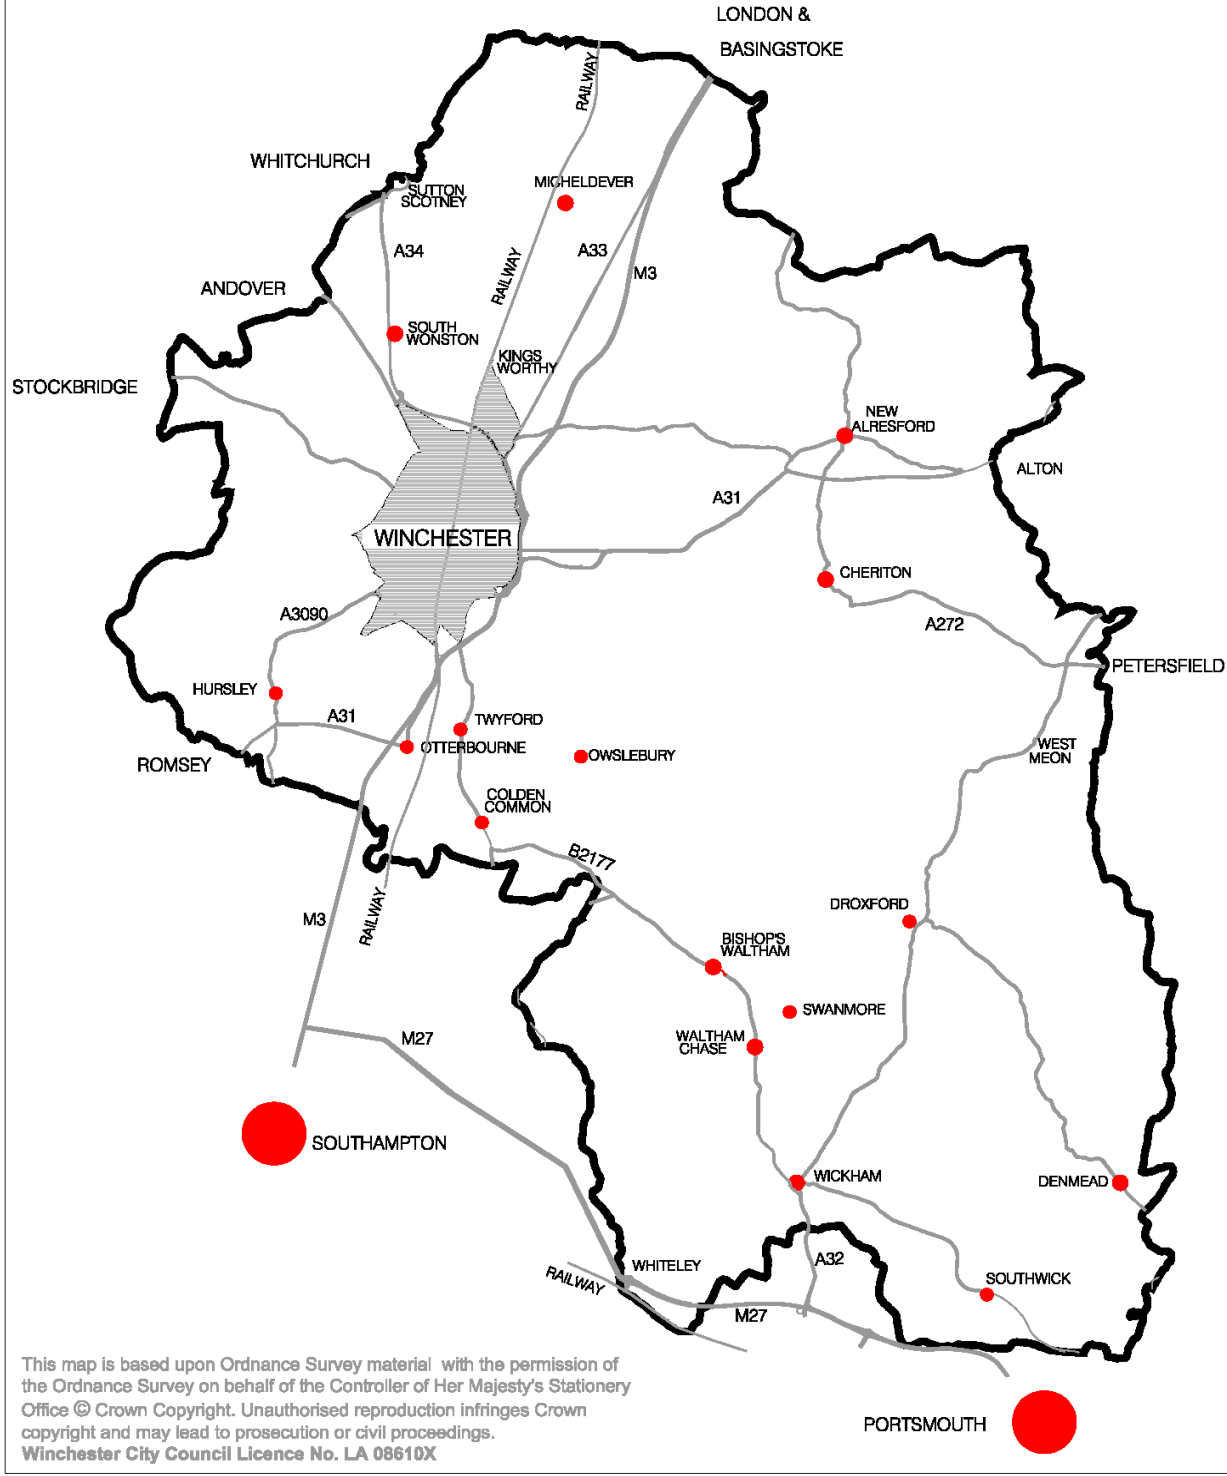 LONDON &
BASINGSTOKE
RAILWAY
WHITCHURCH
SUTTON
SCOTNEY
MICHELDEVER
A34
A33
RAILWAY
M3
ANDOVER
SOUTH
WONSTON
KINGS
WORTHY
STOCKBRIDGE
NEW
ALRESFORD
ALTON
A31
WINCHESTER
CHERITON
A3090
A272
PETERSFIELD
HURSLEY
A31
TWYFORD
OTTERBOURNE
OWSLEBURY
WEST
MEON
ROMSEY
COLDEN
COMMON
B2177
DROXFORD
M3
RAILWAY
BISHOP'S
WALTHAM
SWANMORE
M27
WALTHAM
CHASE
SOUTHAMPTON
WICKHAM
DENMEAD
WHITELEY
RAILWAY
A32
SOUTHWICK
M27
This map is based upon Ordnance Survey material with the permission of
the Ordnance Survey on behalf of the Controller of Her Majesty's Stationery
Office © Crown Copyright. Unauthorised reproduction infringes Crown
copyright and may lead to prosecution or civil proceedings.
Winchester City Council Licence No. LA 08610X
PORTSMOUTH